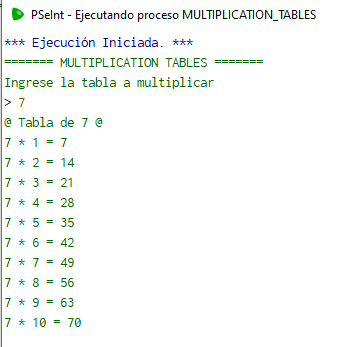 PSeInt - Ejecutando proceso MULTIPLICATION_TABLES
*** Ejecución Iniciada. ***
======= MULTIPLICATION TABLES =======
Ingrese la tabla a multiplicar
> 7
@ Tabla de 7 @
7 * 1 = 7
7 * 2 = 14
7 * 3 = 21
7 * 4 = 28
7 * 5 = 35
7 * 6 = 42
7 * 7 = 49
7 * 8 = 56
7 * 9 = 63
7 * 10 = 70